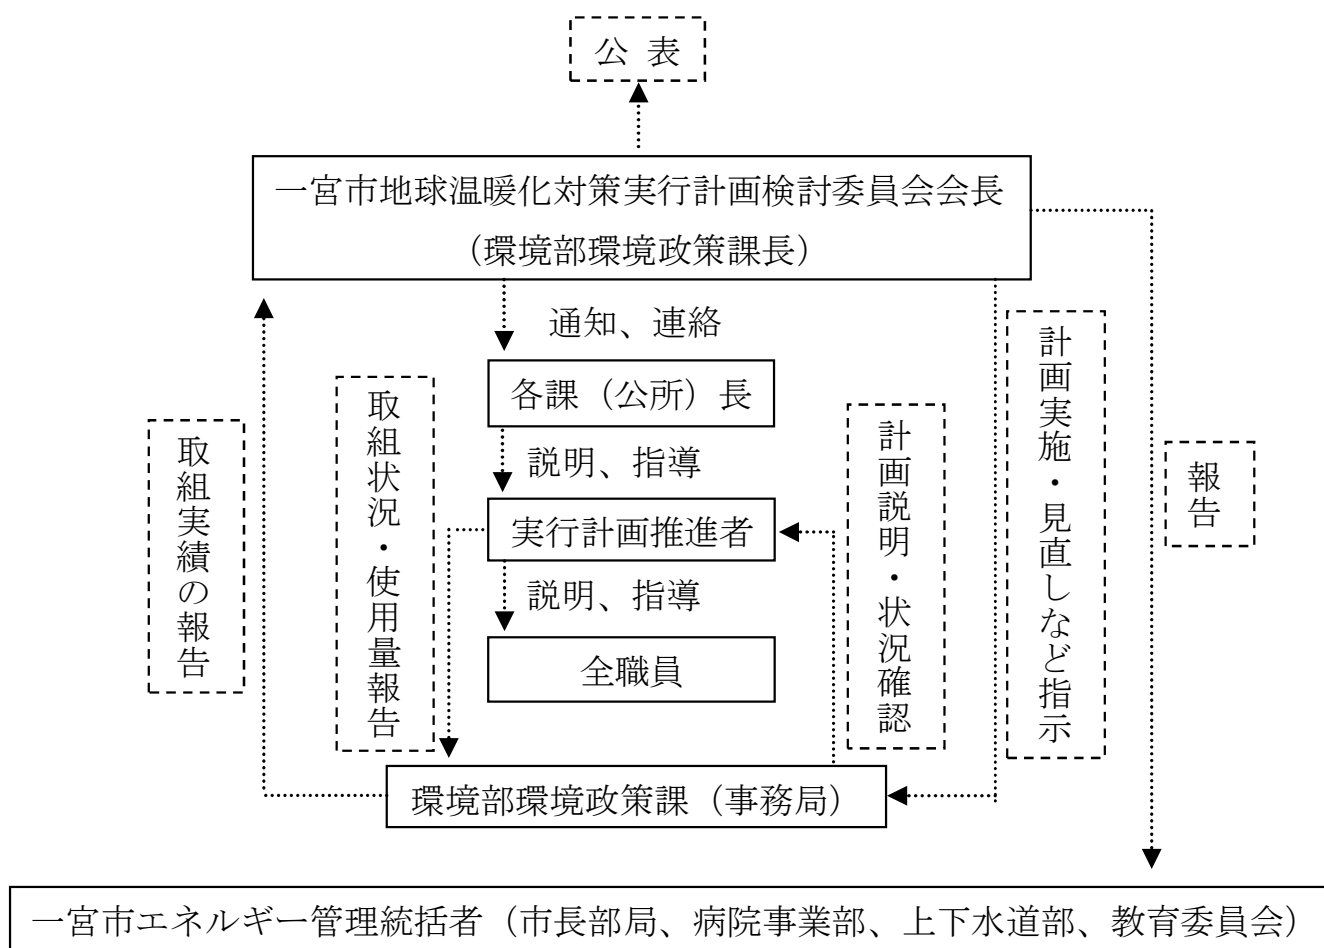 公 表
一宮市地球温暖化対策実行計画検討委員会会長
（環境部環境政策課長）
通知、連絡
各課（公所）長
説明、指導
実行計画推進者
説明、指導
全職員
取組実績の報告
取組状況・使用量報告
計画説明・状況確認
計画実施・見直しなど指示
報告
環境部環境政策課（事務局）
一宮市エネルギー管理統括者（市長部局、病院事業部、上下水道部、教育委員会）